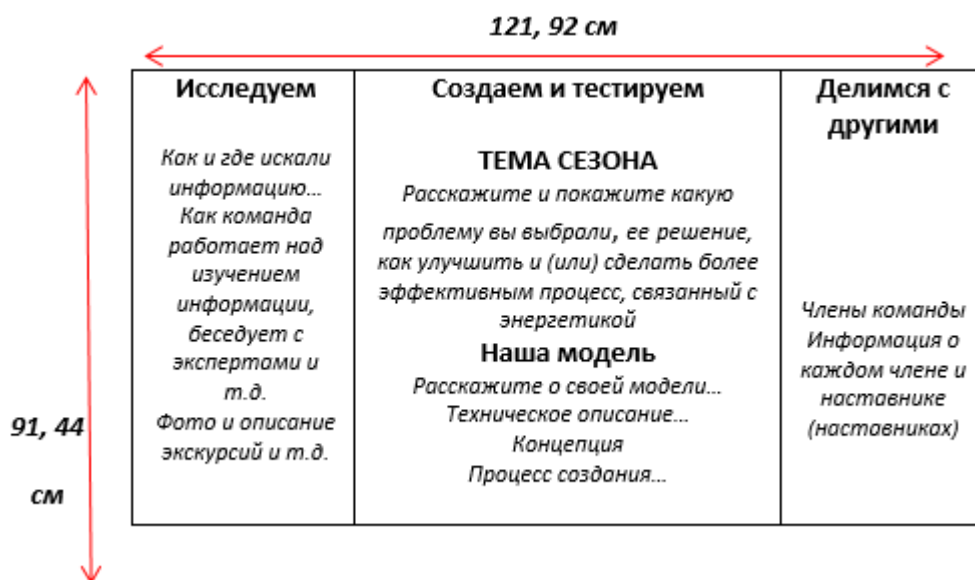 121, 92 см
Исследуем
Как и где искали
информацию...
Как команда
работает над
изучением
информации,
беседует с
экспертами и
т.д.
Фото и описание
экскурсий и т.д.
Создаем и тестируем
ТЕМА СЕЗОНА
Расскажите и покажите какую
проблему вы выбрали, ее решение,
как улучшить и (или) сделать более
эффективным процесс, связанный с
энергетикой
Наша модель
Расскажите о своей модели...
Техническое описание...
Концепция
Процесс создания...
Делимся с
другими
Члены команды
Информация о
каждом члене и
наставнике
(наставниках)
91, 44
см